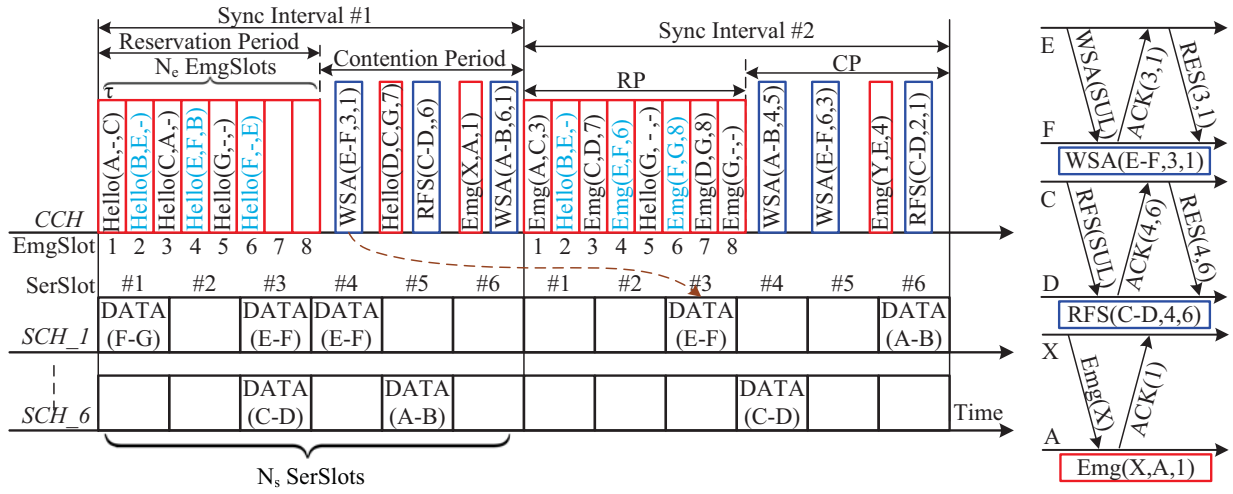 Sync Interval #1
Sync Interval #2
Reservation Period
Contention Period
N_e EmgSlots
RP
CP
τ
Hello(A,-,C)
Hello(B,E,-)
Hello(C,A,-)
Hello(E,F,B)
Hello(G,-,-)
Hello(F,-,E)
WSA(E-F,3,1)
Hello(D,C,G,7)
RFS(C-D,,6)
Emg(X,A,1)
WSA(A-B,6,1)
Emg(A,C,3)
Hello(B,E,-)
Emg(C,D,7)
Emg(E,F,6)
Hello(G,-,-)
Emg(F,G,8)
Emg(D,G,8)
Emg(G,-,-)
WSA(A-B,4,5)
WSA(E-F,6,3)
Emg(Y,E,4)
RFS(C-D,2,1)
CCH
EmgSlot 1 2 3 4 5 6 7 8 1 2 3 4 5 6 7 8
SerSlot #1 #2 #3 #4 #5 #6 #1 #2 #3 #4 #5 #6
SCH_1
DATA
(F-G)
DATA
(E-F)
DATA
(E-F)
DATA
(E-F)
DATA
(A-B)
SCH_6
DATA
(C-D)
DATA
(A-B)
DATA
(C-D)
Time
N_s SerSlots
E
WSA(SUL)
ACK(3,1)
RES(3,1)
F
WSA(E-F,3,1)
C
RFS(SUL)
ACK(4,6)
RES(4,6)
D
RFS(C-D,4,6)
X
Emg(X)
ACK(1)
A
Emg(X,A,1)